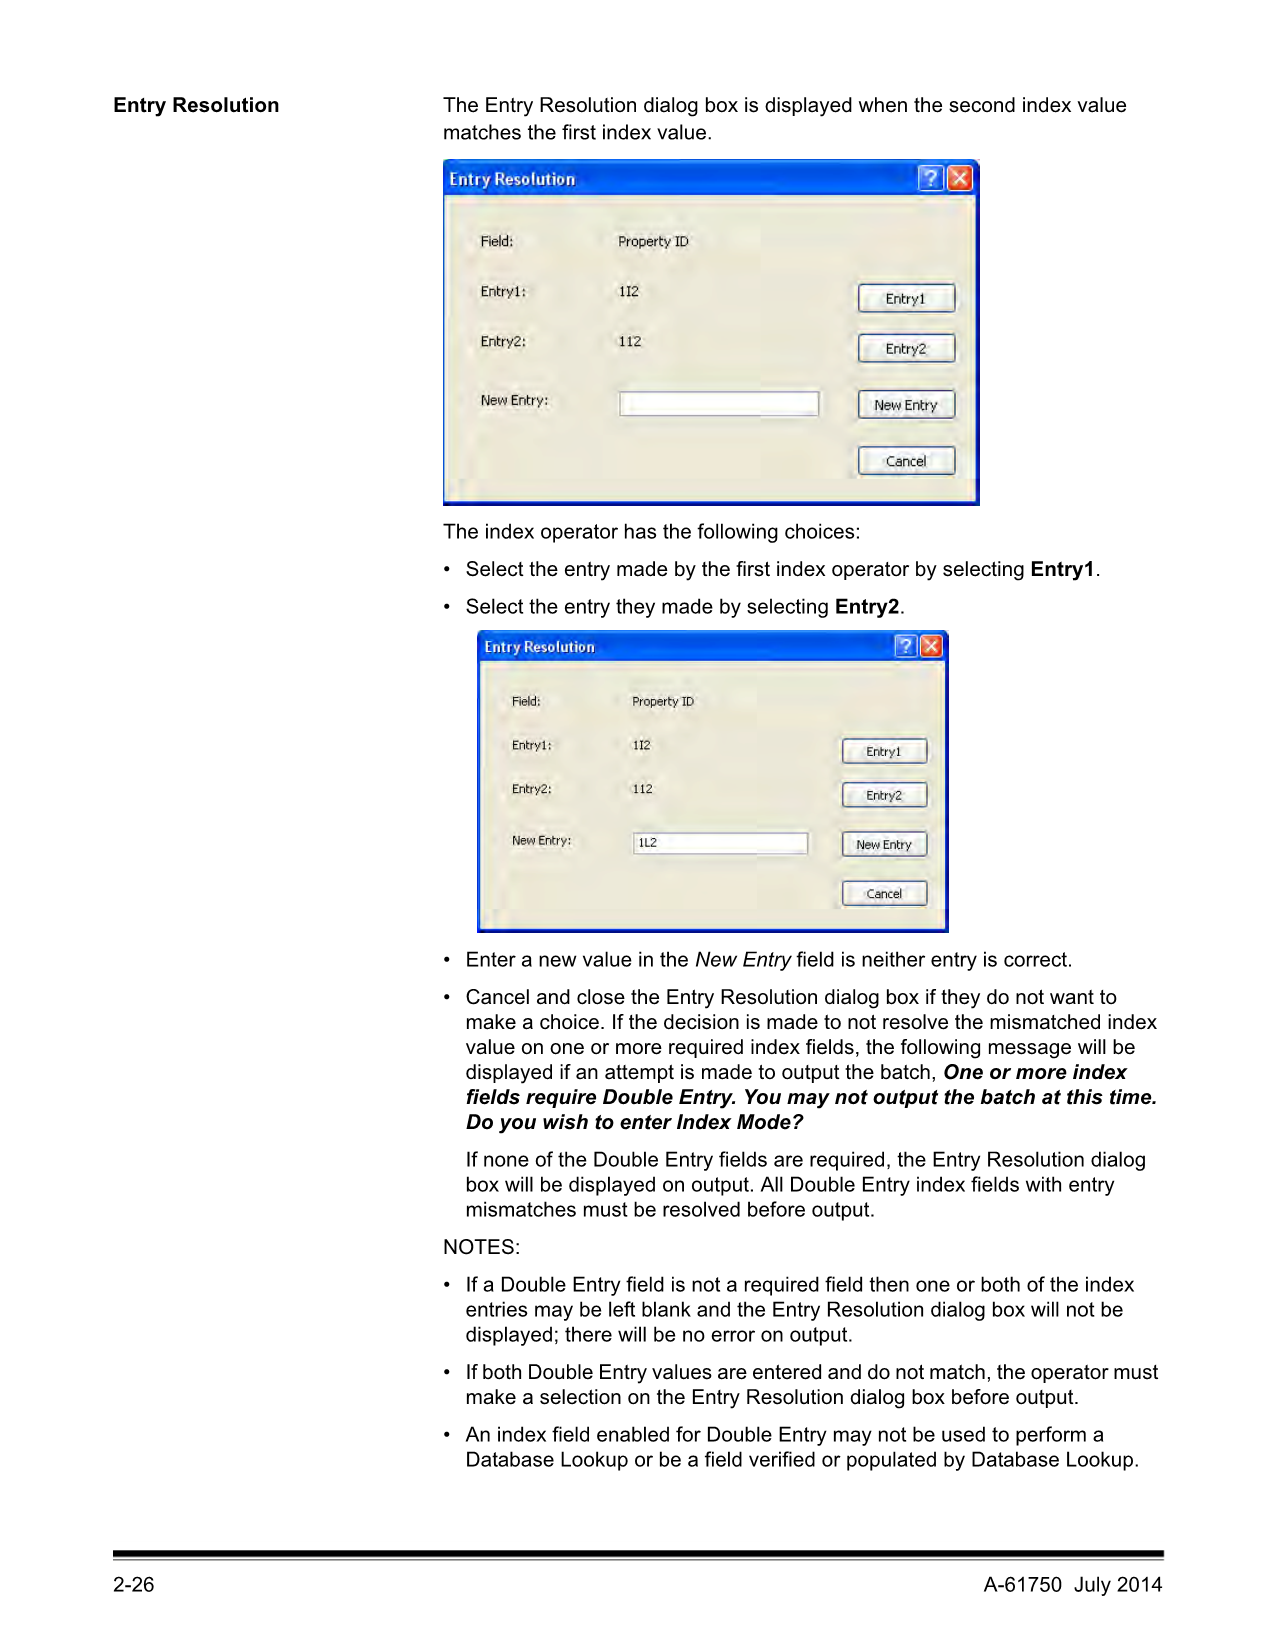 Entry Resolution
The Entry Resolution dialog box is displayed when the second index value
matches the first index value.
Entry Resolution
Field: Property ID
Entry1: 1I2 Entry1
Entry2: 112 Entry2
New Entry: New Entry
Cancel
The index operator has the following choices:
• Select the entry made by the first index operator by selecting Entry1.
• Select the entry they made by selecting Entry2.
Entry Resolution
Field: Property ID
Entry1: 1I2 Entry1
Entry2: 112 Entry2
New Entry: 1L2 New Entry
Cancel
• Enter a new value in the New Entry field is neither entry is correct.
• Cancel and close the Entry Resolution dialog box if they do not want to
make a choice. If the decision is made to not resolve the mismatched index
value on one or more required index fields, the following message will be
displayed if an attempt is made to output the batch, One or more index
fields require Double Entry. You may not output the batch at this time.
Do you wish to enter Index Mode?
If none of the Double Entry fields are required, the Entry Resolution dialog
box will be displayed on output. All Double Entry index fields with entry
mismatches must be resolved before output.
NOTES:
• If a Double Entry field is not a required field then one or both of the index
entries may be left blank and the Entry Resolution dialog box will not be
displayed; there will be no error on output.
• If both Double Entry values are entered and do not match, the operator must
make a selection on the Entry Resolution dialog box before output.
• An index field enabled for Double Entry may not be used to perform a
Database Lookup or be a field verified or populated by Database Lookup.
2-26 A-61750 July 2014